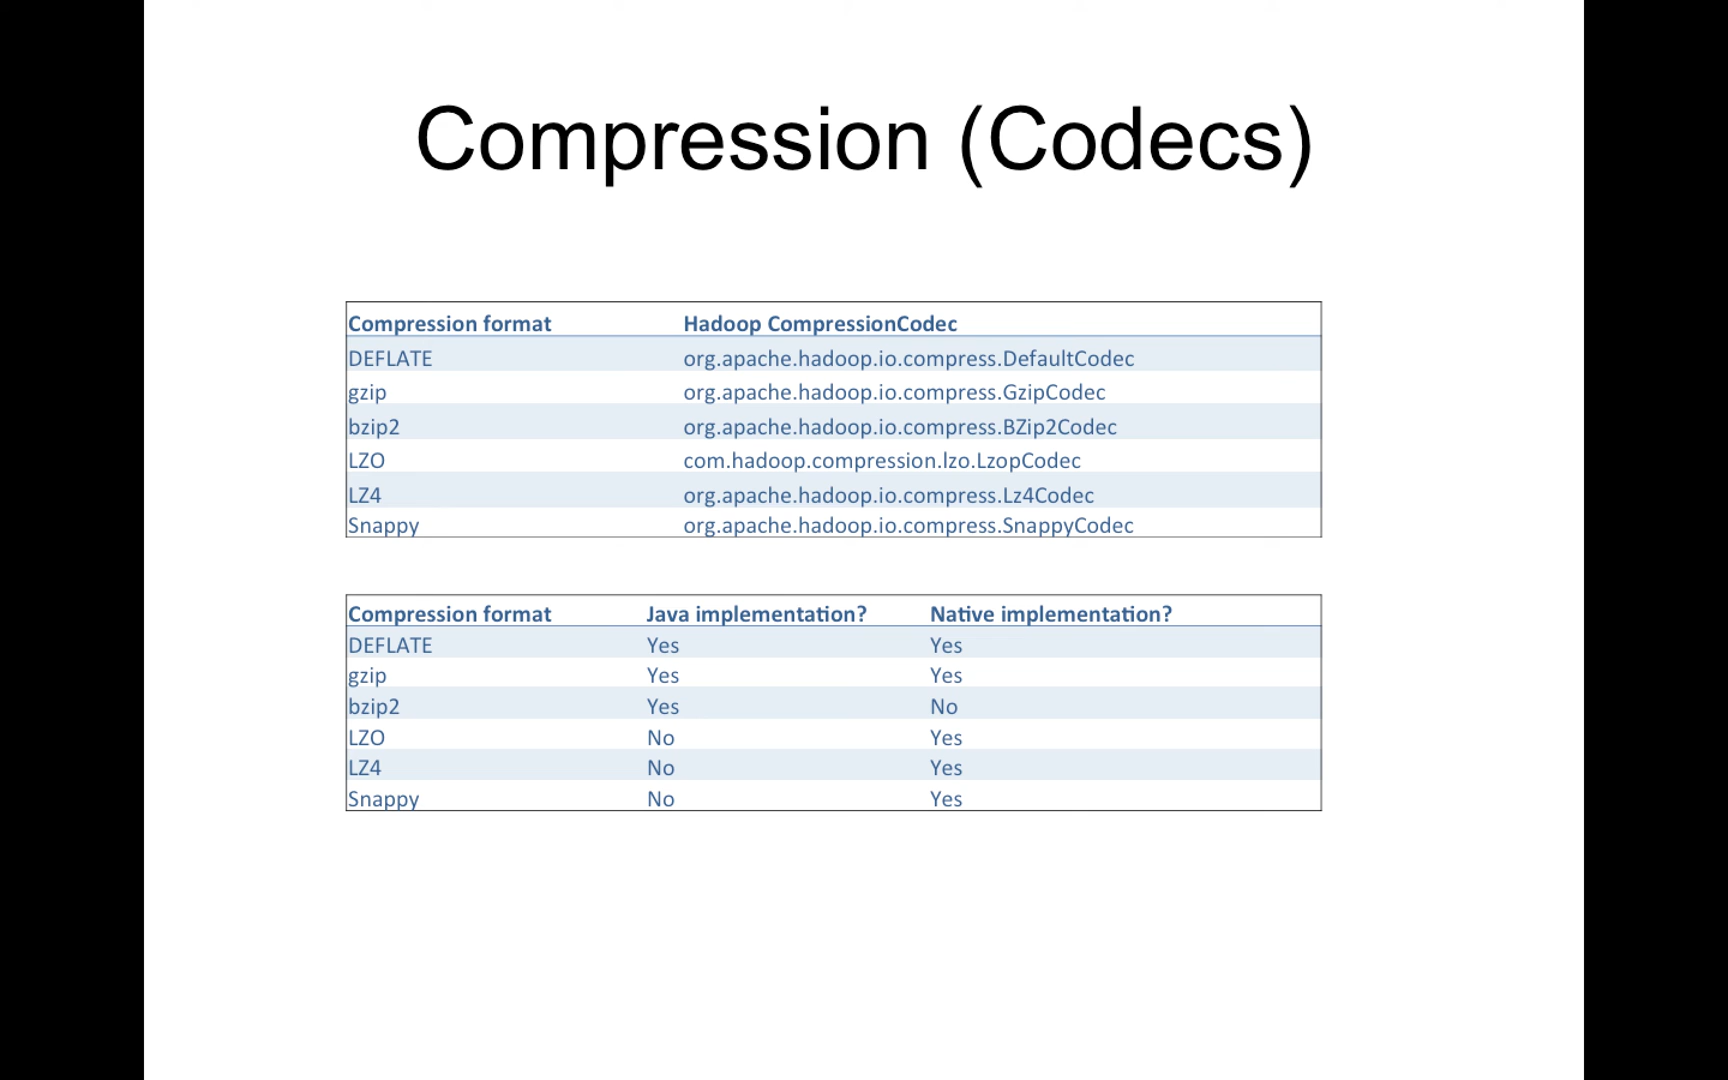 Compression (Codecs)
Compression format Hadoop CompressionCodec
DEFLATE org.apache.hadoop.io.compress.DefaultCodec
gzip org.apache.hadoop.io.compress.GzipCodec
bzip2 org.apache.hadoop.io.compress.BZip2Codec
LZO com.hadoop.compression.lzo.LzopCodec
LZ4 org.apache.hadoop.io.compress.Lz4Codec
Snappy org.apache.hadoop.io.compress.SnappyCodec
Compression format Java implementation? Native implementation?
DEFLATE Yes Yes
gzip Yes Yes
bzip2 Yes No
LZO No Yes
LZ4 No Yes
Snappy No Yes